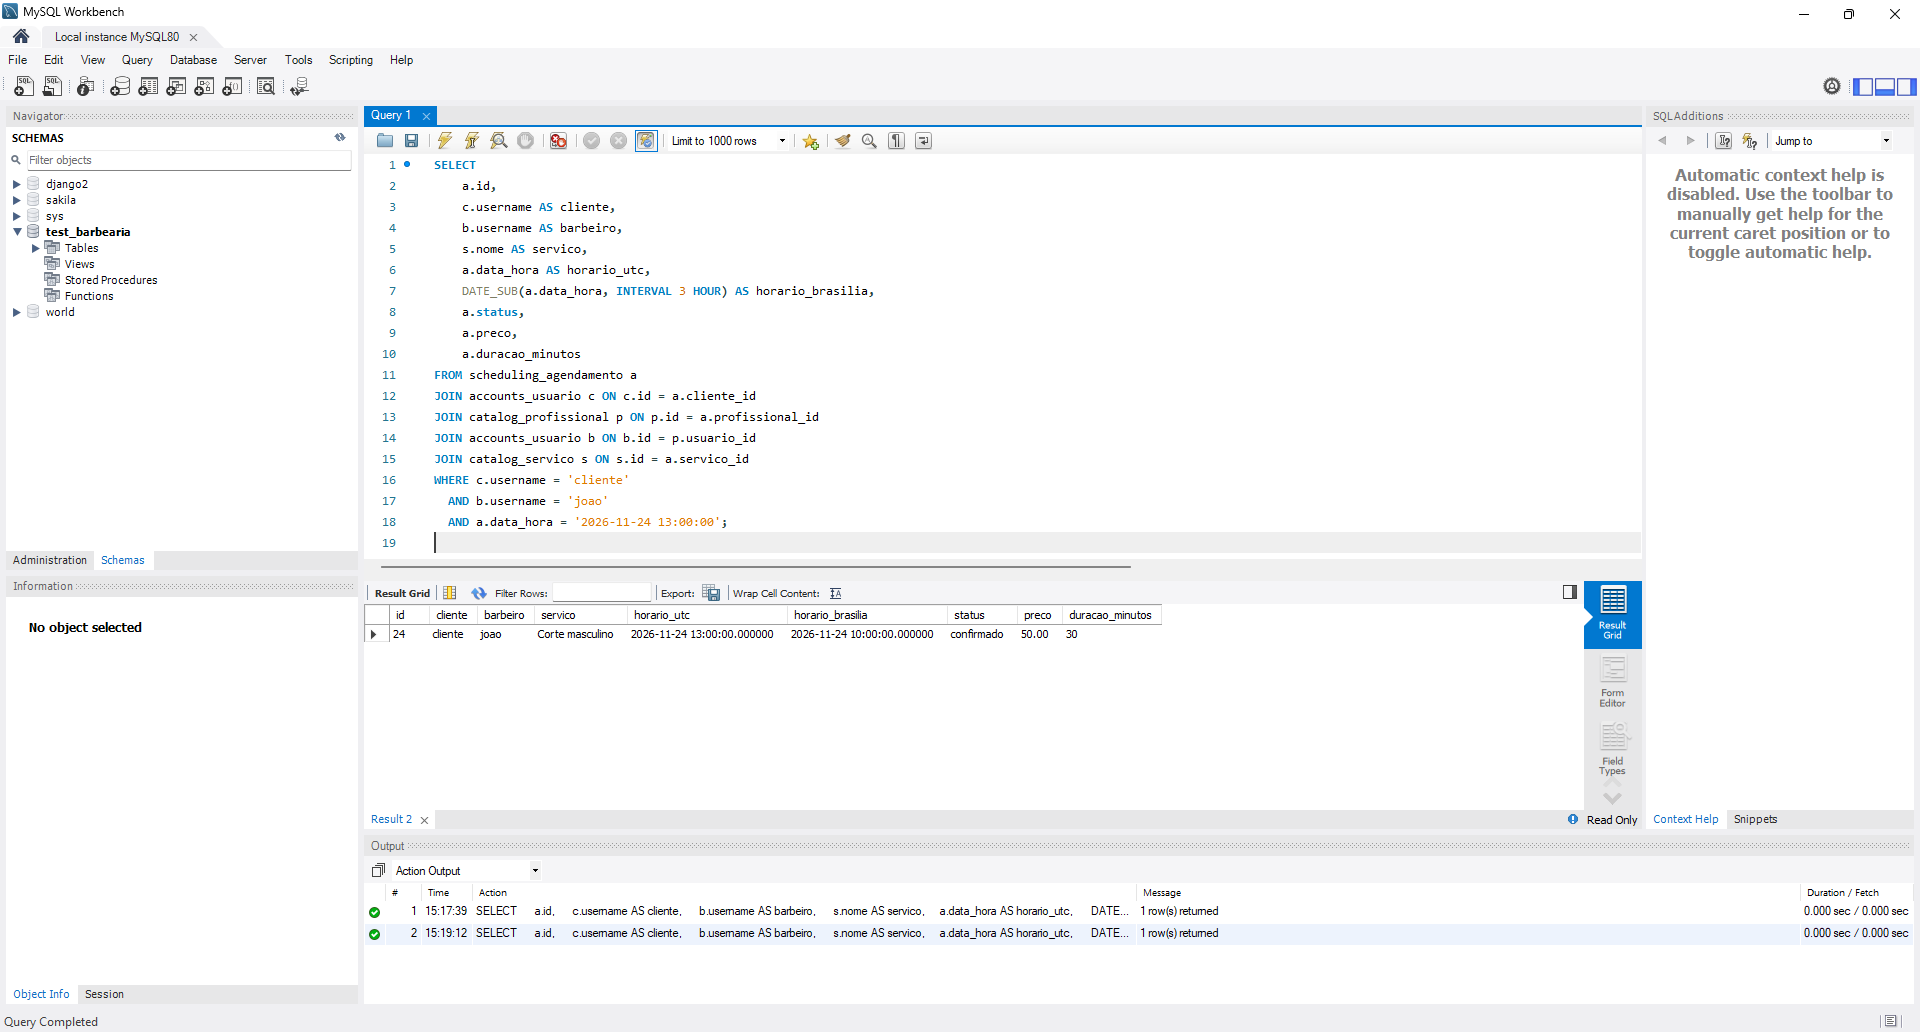 MySQL Workbench
Local instance MySQL80
File Edit View Query Database Server Tools Scripting Help
Navigator
SCHEMAS
Filter objects
django2
sakila
sys
test_barbearia
Tables
Views
Stored Procedures
Functions
world
Administration Schemas
Information
No object selected
Object Info Session
Query 1
Limit to 1000 rows
1 SELECT
2 a.id,
3 c.username AS cliente,
4 b.username AS barbeiro,
5 s.nome AS servico,
6 a.data_hora AS horario_utc,
7 DATE_SUB(a.data_hora, INTERVAL 3 HOUR) AS horario_brasilia,
8 a.status,
9 a.preco,
10 a.duracao_minutos
11 FROM scheduling_agendamento a
12 JOIN accounts_usuario c ON c.id = a.cliente_id
13 JOIN catalog_profissional p ON p.id = a.profissional_id
14 JOIN accounts_usuario b ON b.id = p.usuario_id
15 JOIN catalog_servico s ON s.id = a.servico_id
16 WHERE c.username = 'cliente'
17 AND b.username = 'joao'
18 AND a.data_hora = '2026-11-24 13:00:00';
19
Result Grid Filter Rows: Export: Wrap Cell Content:
id cliente barbeiro servico horario_utc horario_brasilia status preco duracao_minutos
24 cliente joao Corte masculino 2026-11-24 13:00:00.000000 2026-11-24 10:00:00.000000 confirmado 50.00 30
Result
Grid
Form
Editor
Field
Types
Result 2
Read Only
SQLAdditions
Jump to
Automatic context help is
disabled. Use the toolbar to
manually get help for the
current caret position or to
toggle automatic help.
Context Help Snippets
Output
Action Output
# Time Action Message Duration / Fetch
1 15:17:39 SELECT a.id, c.username AS cliente, b.username AS barbeiro, s.nome AS servico, a.data_hora AS horario_utc, DATE... 1 row(s) returned 0.000 sec / 0.000 sec
2 15:19:12 SELECT a.id, c.username AS cliente, b.username AS barbeiro, s.nome AS servico, a.data_hora AS horario_utc, DATE... 1 row(s) returned 0.000 sec / 0.000 sec
Query Completed